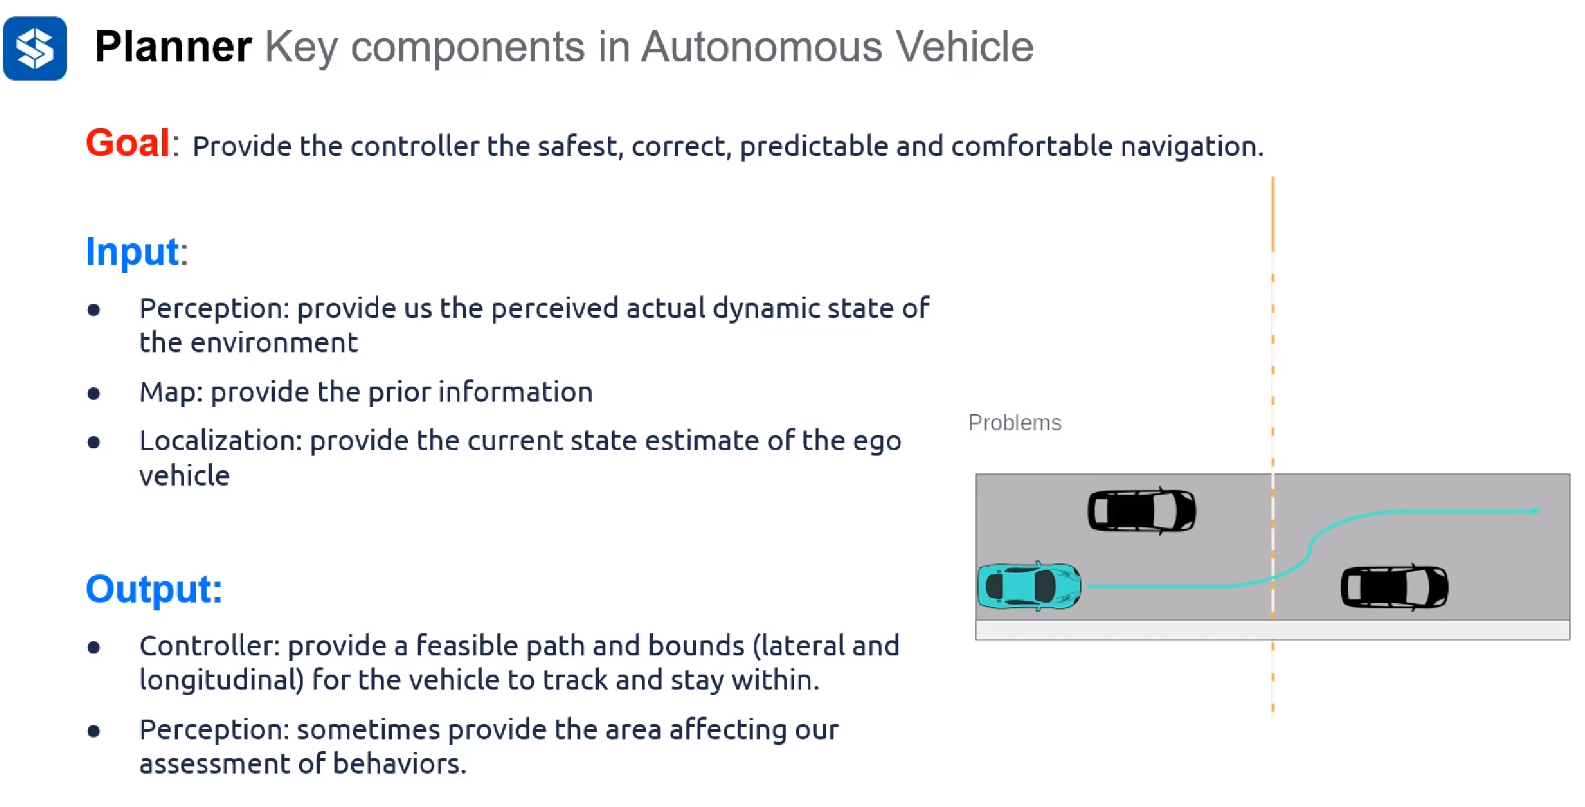 Planner Key components in Autonomous Vehicle
Goal: Provide the controller the safest, correct, predictable and comfortable navigation.
Input:
● Perception: provide us the perceived actual dynamic state of
the environment
● Map: provide the prior information
● Localization: provide the current state estimate of the ego
vehicle
Problems
Output:
● Controller: provide a feasible path and bounds (lateral and
longitudinal) for the vehicle to track and stay within.
● Perception: sometimes provide the area affecting our
assessment of behaviors.